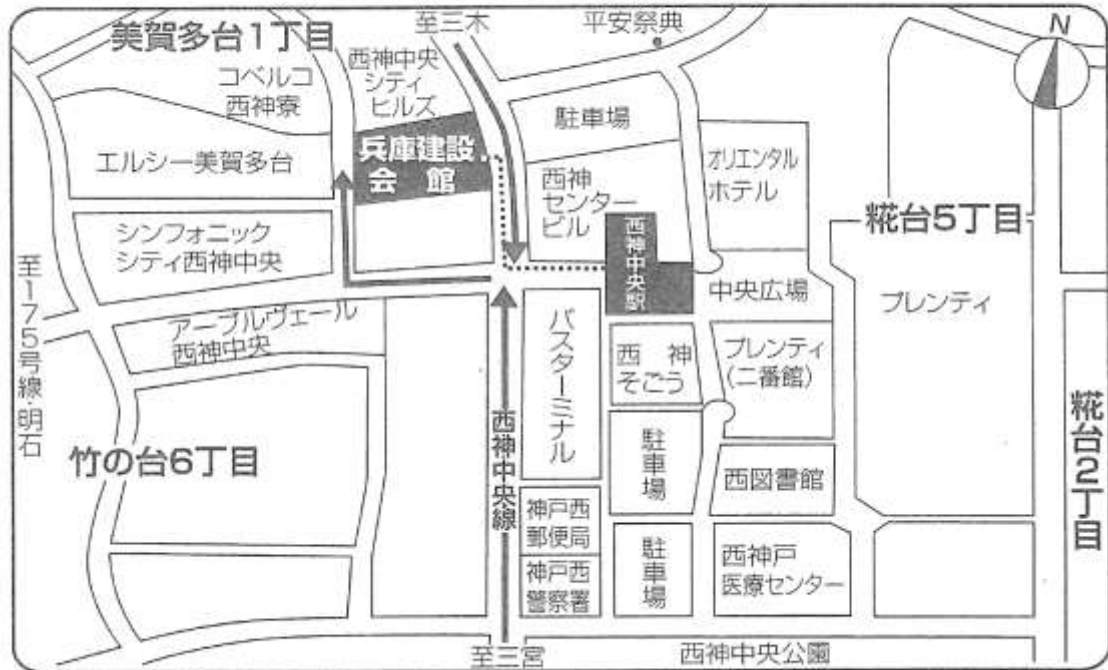 美賀多台1丁目
至三木
平安祭典
N
コベルコ
西神寮
西神中央
シティ
ヒルズ
駐車場
エルシー美賀多台
兵庫建設
会館
西神
センター
ビル
オリエンタル
ホテル
糀台5丁目
シンフォニック
シティ西神中央
西神中央駅
中央広場
プレンティ
至175号線・明石
アーブルヴェール
西神中央
バスターミナル
西神
そごう
プレンティ
(二番館)
竹の台6丁目
西神中央線
駐車場
西図書館
糀台2丁目
神戸西
郵便局
神戸西
警察署
駐車場
西神戸
医療センター
至三宮
西神中央公園